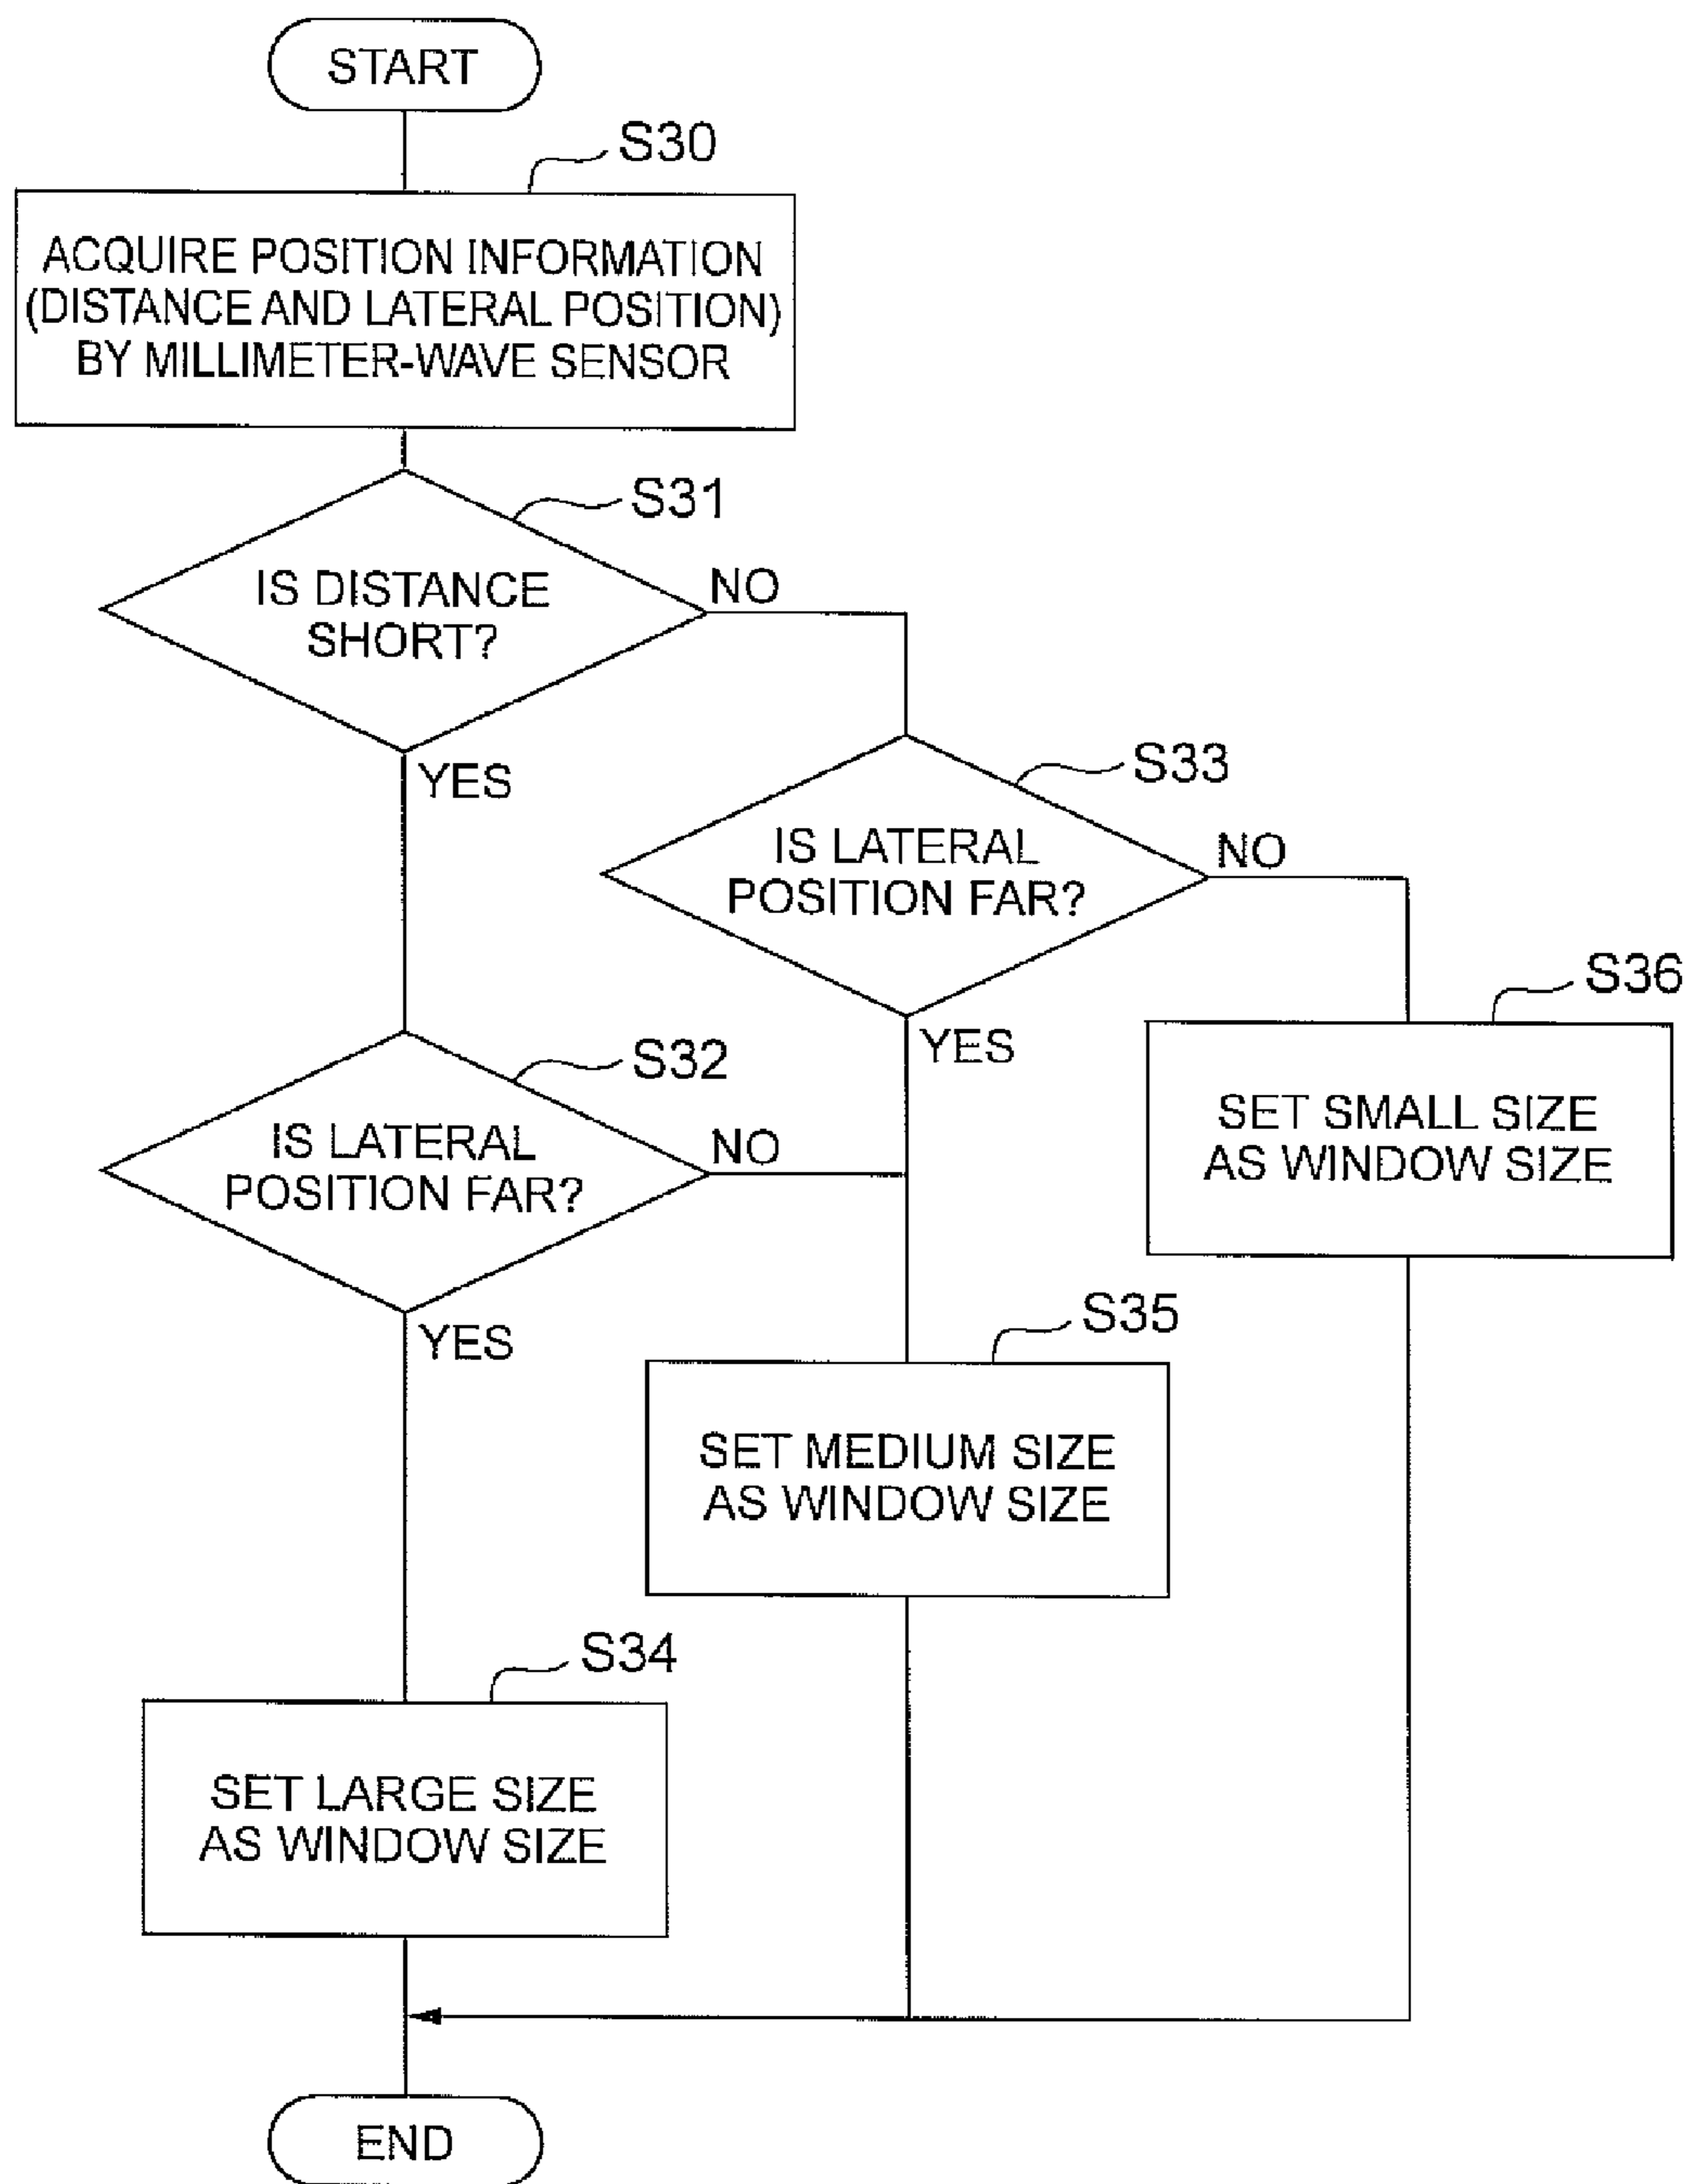 START
S30
ACQUIRE POSITION INFORMATION
(DISTANCE AND LATERAL POSITION)
BY MILLIMETER-WAVE SENSOR
S31
IS DISTANCE
SHORT?
NO
YES
S33
IS LATERAL
POSITION FAR?
NO
YES
S36
SET SMALL SIZE
AS WINDOW SIZE
S32
IS LATERAL
POSITION FAR?
NO
YES
S35
SET MEDIUM SIZE
AS WINDOW SIZE
S34
SET LARGE SIZE
AS WINDOW SIZE
END